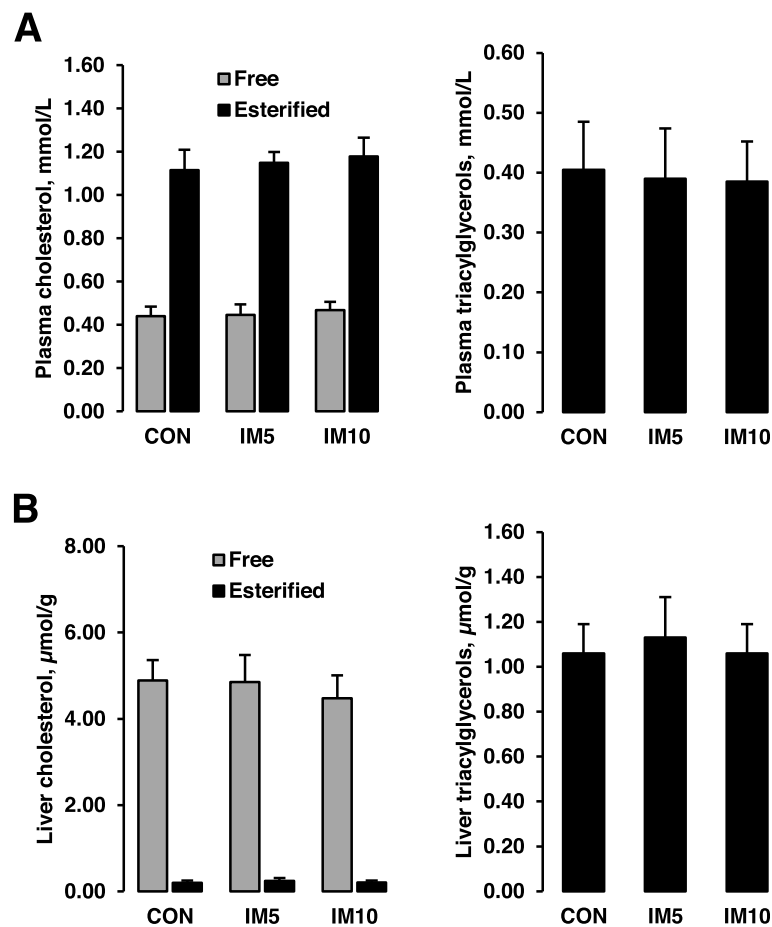 A
Plasma cholesterol, mmol/L
1.60
1.40
1.20
1.00
0.80
0.60
0.40
0.20
0.00
Free
Esterified
CON IM5 IM10
Plasma triacylglycerols, mmol/L
0.60
0.50
0.40
0.30
0.20
0.10
0.00
CON IM5 IM10
B
Liver cholesterol, µmol/g
8.00
6.00
4.00
2.00
0.00
Free
Esterified
CON IM5 IM10
Liver triacylglycerols, µmol/g
1.60
1.40
1.20
1.00
0.80
0.60
0.40
0.20
0.00
CON IM5 IM10